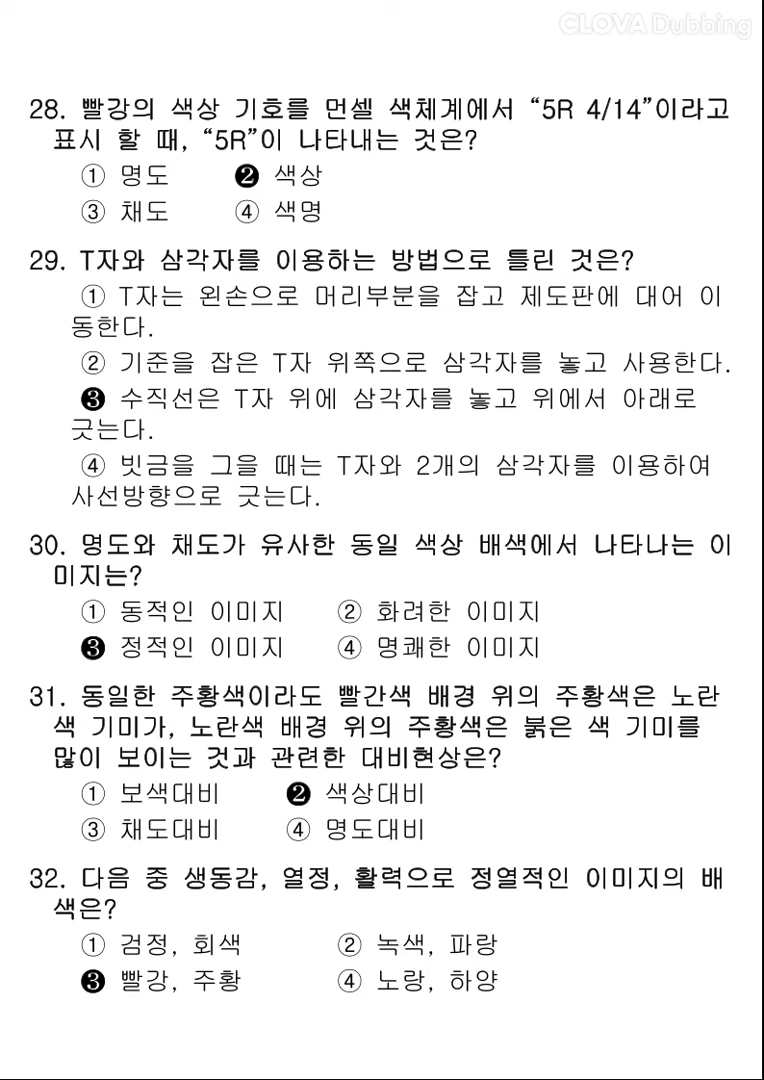 CLOVA Dubbing
28. 빨강의 색상 기호를 먼셀 색체계에서 “5R 4/14”이라고
표시 할 때, “5R”이 나타내는 것은?
① 명도 ❷ 색상
③ 채도 ④ 색명
29. T자와 삼각자를 이용하는 방법으로 틀린 것은?
① T자는 왼손으로 머리부분을 잡고 제도판에 대어 이
동한다.
② 기준을 잡은 T자 위쪽으로 삼각자를 놓고 사용한다.
❸ 수직선은 T자 위에 삼각자를 놓고 위에서 아래로
긋는다.
④ 빗금을 그을 때는 T자와 2개의 삼각자를 이용하여
사선방향으로 긋는다.
30. 명도와 채도가 유사한 동일 색상 배색에서 나타나는 이
미지는?
① 동적인 이미지 ② 화려한 이미지
❸ 정적인 이미지 ④ 명쾌한 이미지
31. 동일한 주황색이라도 빨간색 배경 위의 주황색은 노란
색 기미가, 노란색 배경 위의 주황색은 붉은 색 기미를
많이 보이는 것과 관련한 대비현상은?
① 보색대비 ❷ 색상대비
③ 채도대비 ④ 명도대비
32. 다음 중 생동감, 열정, 활력으로 정열적인 이미지의 배
색은?
① 검정, 회색 ② 녹색, 파랑
❸ 빨강, 주황 ④ 노랑, 하양